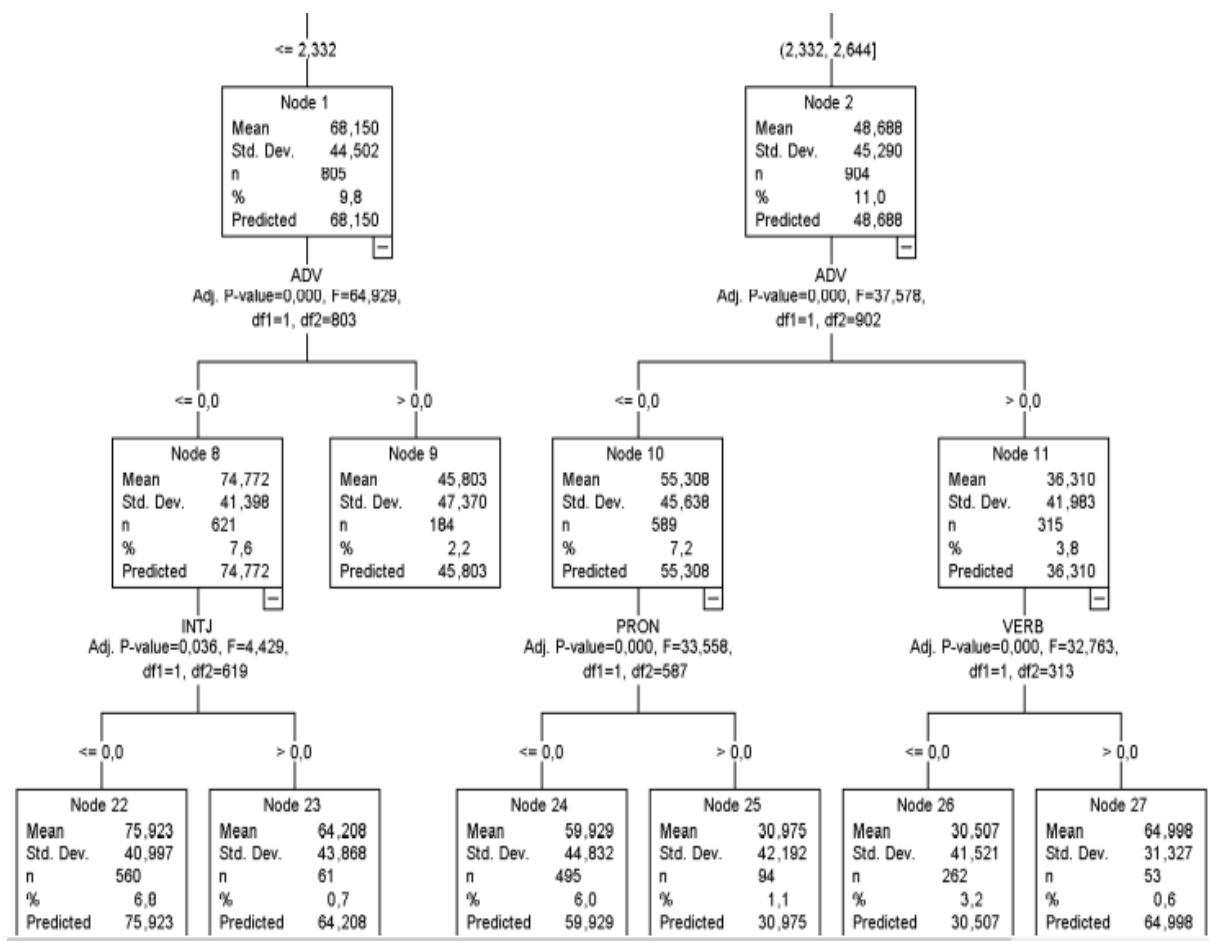 <= 2,332
(2,332, 2,644]
Node 1
Mean 68,150
Std. Dev. 44,502
n 805
% 9,8
Predicted 68,150
Node 2
Mean 48,688
Std. Dev. 45,290
n 904
% 11,0
Predicted 48,688
ADV
Adj. P-value=0,000, F=64,929,
df1=1, df2=803
ADV
Adj. P-value=0,000, F=37,578,
df1=1, df2=902
<= 0,0
> 0,0
<= 0,0
> 0,0
Node 8
Mean 74,772
Std. Dev. 41,398
n 621
% 7,6
Predicted 74,772
Node 9
Mean 45,803
Std. Dev. 47,370
n 184
% 2,2
Predicted 45,803
Node 10
Mean 55,308
Std. Dev. 45,638
n 589
% 7,2
Predicted 55,308
Node 11
Mean 36,310
Std. Dev. 41,983
n 315
% 3,8
Predicted 36,310
INTJ
Adj. P-value=0,036, F=4,429,
df1=1, df2=619
PRON
Adj. P-value=0,000, F=33,558,
df1=1, df2=587
VERB
Adj. P-value=0,000, F=32,763,
df1=1, df2=313
<= 0,0
> 0,0
<= 0,0
> 0,0
<= 0,0
> 0,0
Node 22
Mean 75,923
Std. Dev. 40,997
n 560
% 6,8
Predicted 75,923
Node 23
Mean 64,208
Std. Dev. 43,868
n 61
% 0,7
Predicted 64,208
Node 24
Mean 59,929
Std. Dev. 44,832
n 495
% 6,0
Predicted 59,929
Node 25
Mean 30,975
Std. Dev. 42,192
n 94
% 1,1
Predicted 30,975
Node 26
Mean 30,507
Std. Dev. 41,521
n 262
% 3,2
Predicted 30,507
Node 27
Mean 64,998
Std. Dev. 31,327
n 53
% 0,6
Predicted 64,998